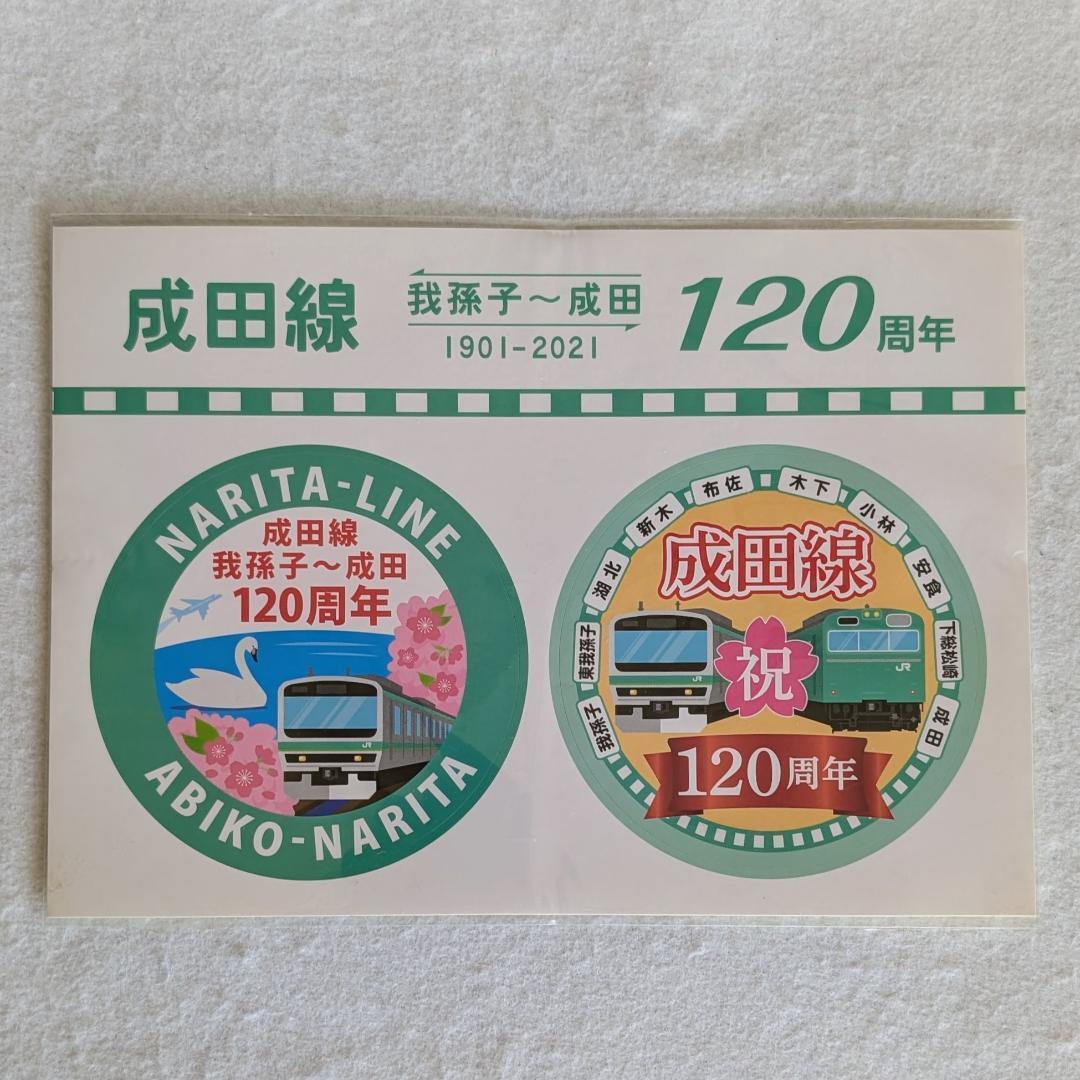 成田線
我孫子～成田
1901-2021
120周年
NARITA-LINE
成田線
我孫子～成田
120周年
JR
ABIKO-NARITA
我孫子
東我孫子
湖北
新木
布佐
木下
小林
安食
下総松崎
成田
成田線
祝
JR
JR
120周年